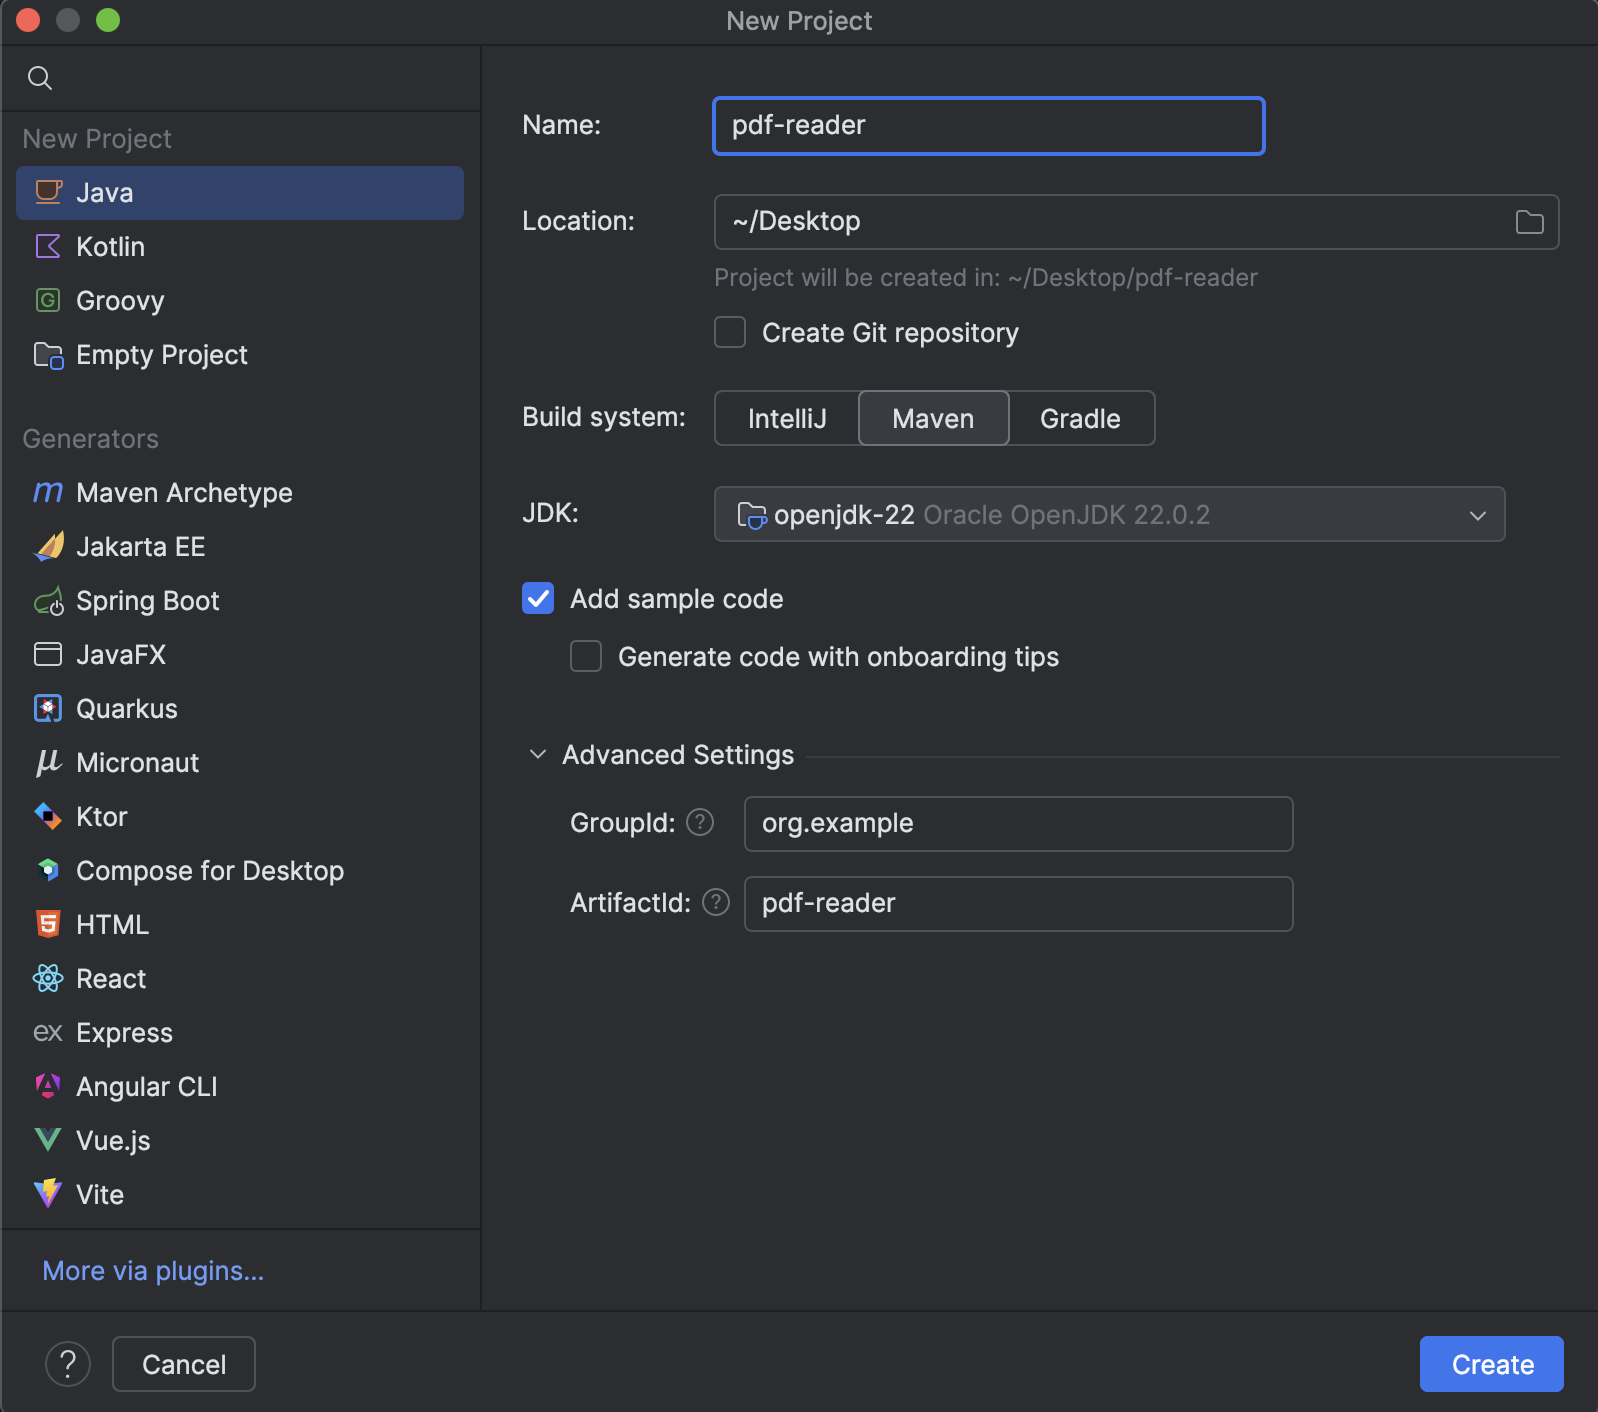 New Project
New Project
Java
Kotlin
Groovy
Empty Project
Generators
Maven Archetype
Jakarta EE
Spring Boot
JavaFX
Quarkus
Micronaut
Ktor
Compose for Desktop
HTML
React
Express
Angular CLI
Vue.js
Vite
More via plugins...
Name: pdf-reader
Location: ~/Desktop
Project will be created in: ~/Desktop/pdf-reader
Create Git repository
Build system: IntelliJ Maven Gradle
JDK: openjdk-22 Oracle OpenJDK 22.0.2
Add sample code
Generate code with onboarding tips
Advanced Settings
GroupId: ? org.example
ArtifactId: ? pdf-reader
? Cancel Create